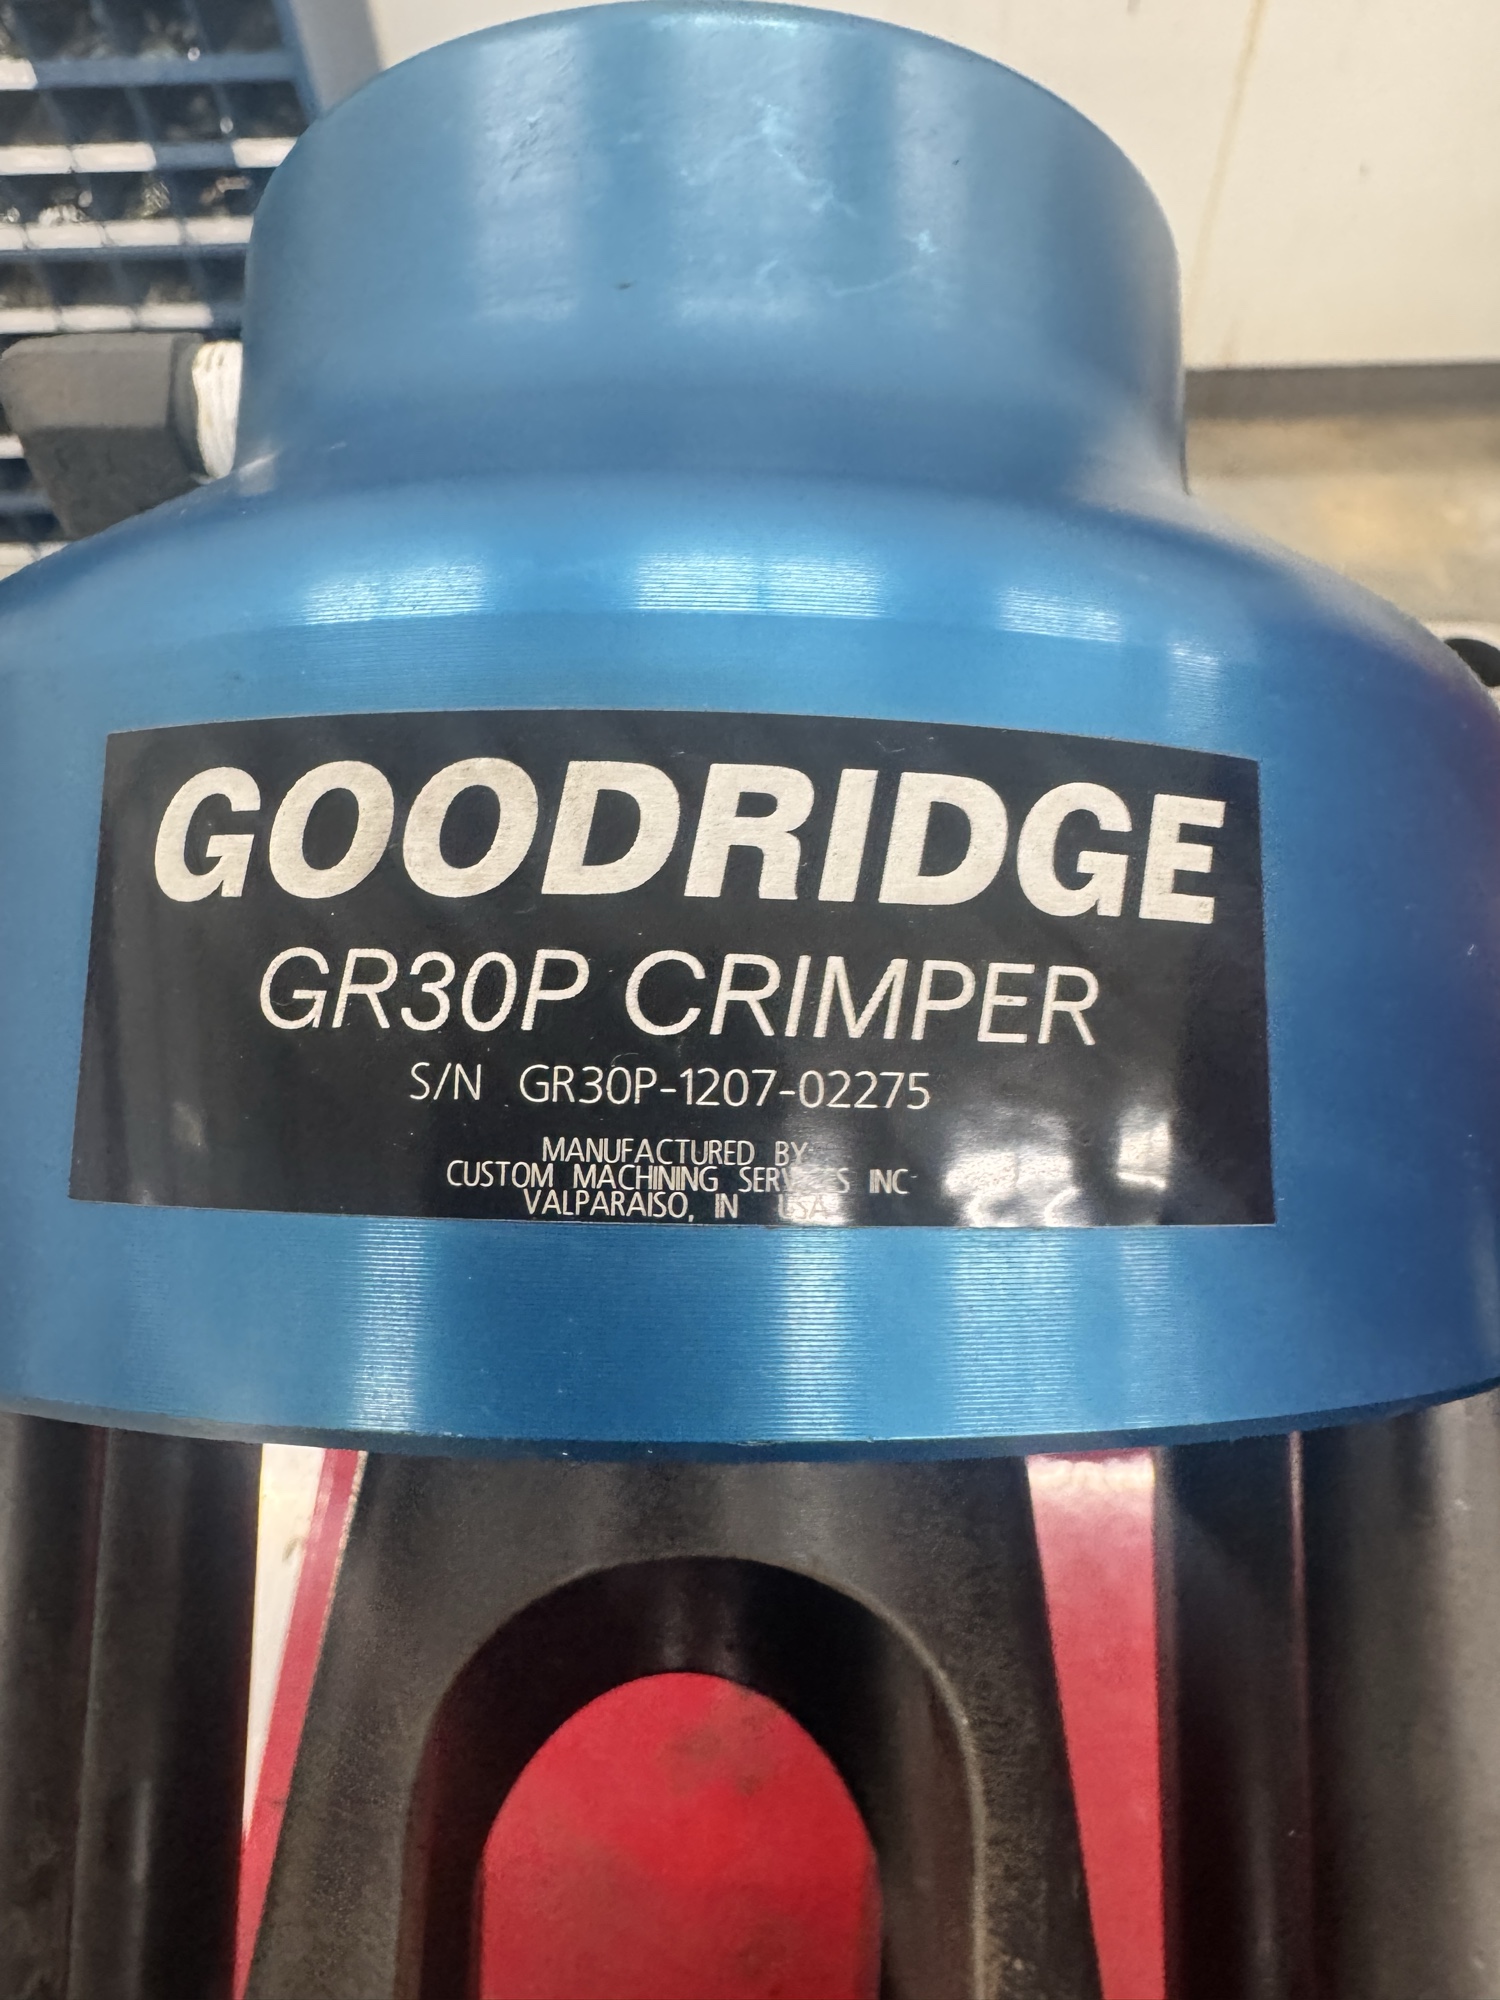 GOODRIDGE
GR30P CRIMPER
S/N GR30P-1207-02275
MANUFACTURED BY:
CUSTOM MACHINING SERVICES INC
VALPARAISO, IN USA